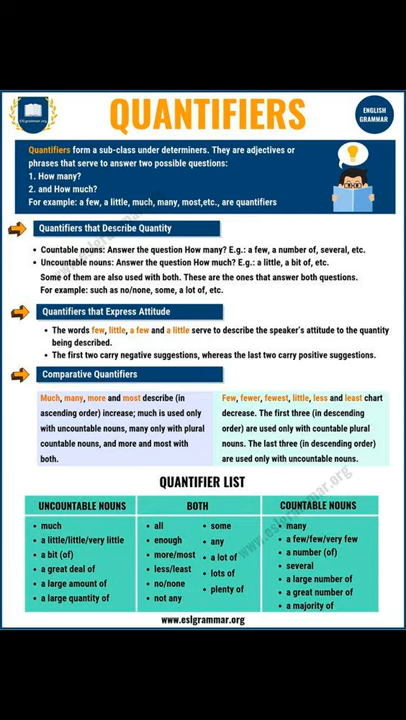 ESLgrammar.org
QUANTIFIERS
ENGLISH
GRAMMAR
Quantifiers form a sub-class under determiners. They are adjectives or
phrases that serve to answer two possible questions:
1. How many?
2. and How much?
For example: a few, a little, much, many, most,etc., are quantifiers
Quantifiers that Describe Quantity
• Countable nouns: Answer the question How many? E.g.: a few, a number of, several, etc.
• Uncountable nouns: Answer the question How much? E.g.: a little, a bit of, etc.
Some of them are also used with both. These are the ones that answer both questions.
For example: such as no/none, some, a lot of, etc.
Quantifiers that Express Attitude
• The words few, little, a few and a little serve to describe the speaker's attitude to the quantity
being described.
• The first two carry negative suggestions, whereas the last two carry positive suggestions.
Comparative Quantifiers
Much, many, more and most describe (in
ascending order) increase; much is used only
with uncountable nouns, many only with plural
countable nouns, and more and most with
both.
Few, fewer, fewest, little, less and least chart
decrease. The first three (in descending
order) are used only with countable plural
nouns. The last three (in descending order)
are used only with uncountable nouns.
QUANTIFIER LIST
UNCOUNTABLE NOUNS
• much
• a little/little/very little
• a bit (of)
• a great deal of
• a large amount of
• a large quantity of
BOTH
• all
• enough
• more/most
• less/least
• no/none
• not any
• some
• any
• a lot of
• lots of
• plenty of
COUNTABLE NOUNS
• many
• a few/few/very few
• a number (of)
• several
• a large number of
• a great number of
• a majority of
www.eslgrammar.org
www.eslgrammar.org
www.eslgrammar.org